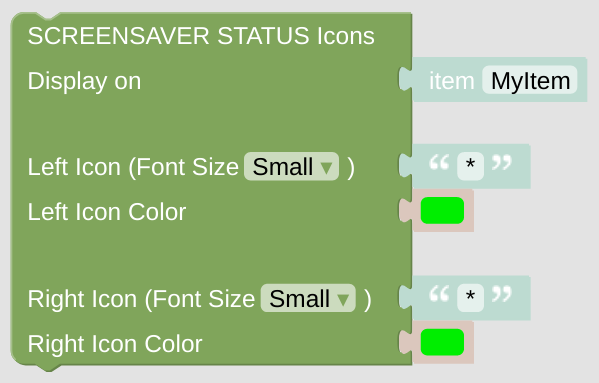 SCREENSAVER STATUS Icons
Display on item MyItem
Left Icon (Font Size Small ▾ ) “ * ”
Left Icon Color
Right Icon (Font Size Small ▾ ) “ * ”
Right Icon Color